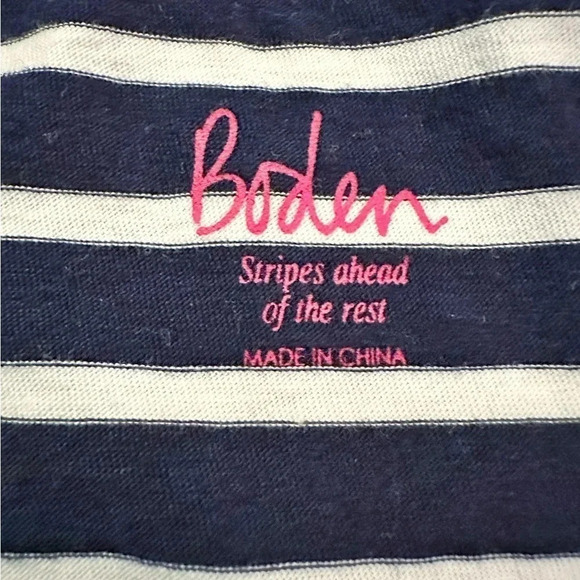 Boden
Stripes ahead
of the rest
MADE IN CHINA